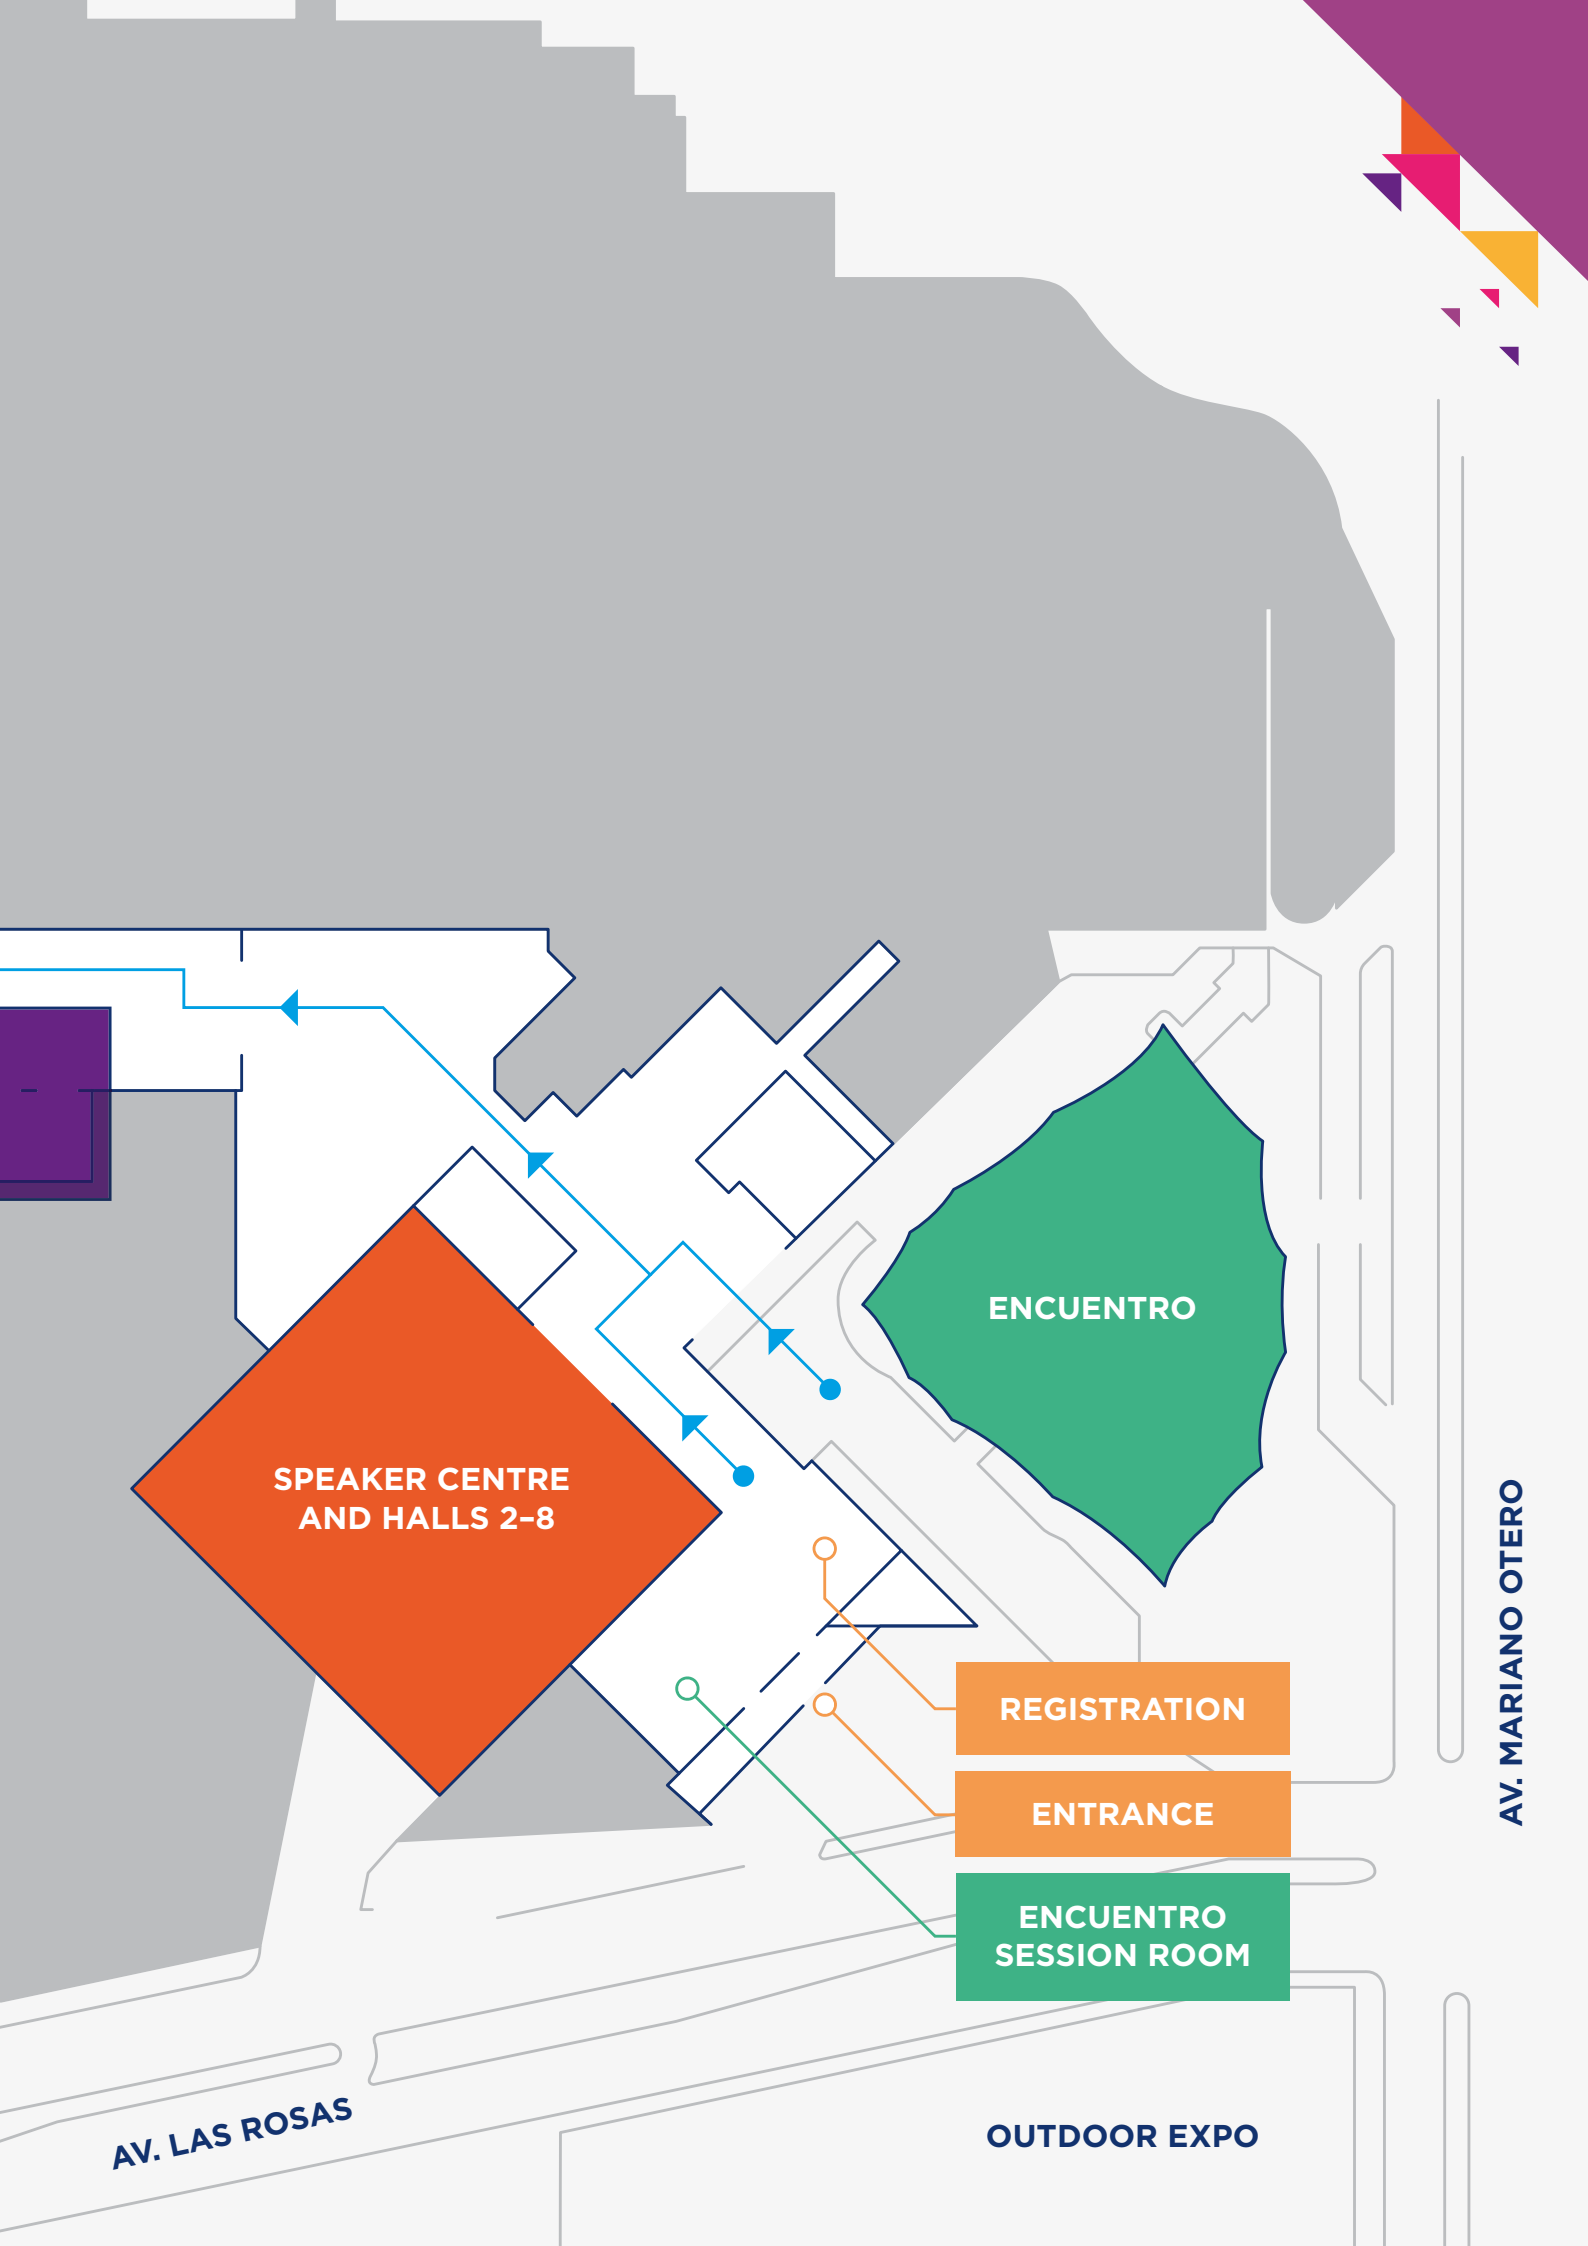 ENCUENTRO
SPEAKER CENTRE
AND HALLS 2–8
AV. MARIANO OTERO
REGISTRATION
ENTRANCE
ENCUENTRO
SESSION ROOM
AV. LAS ROSAS
OUTDOOR EXPO